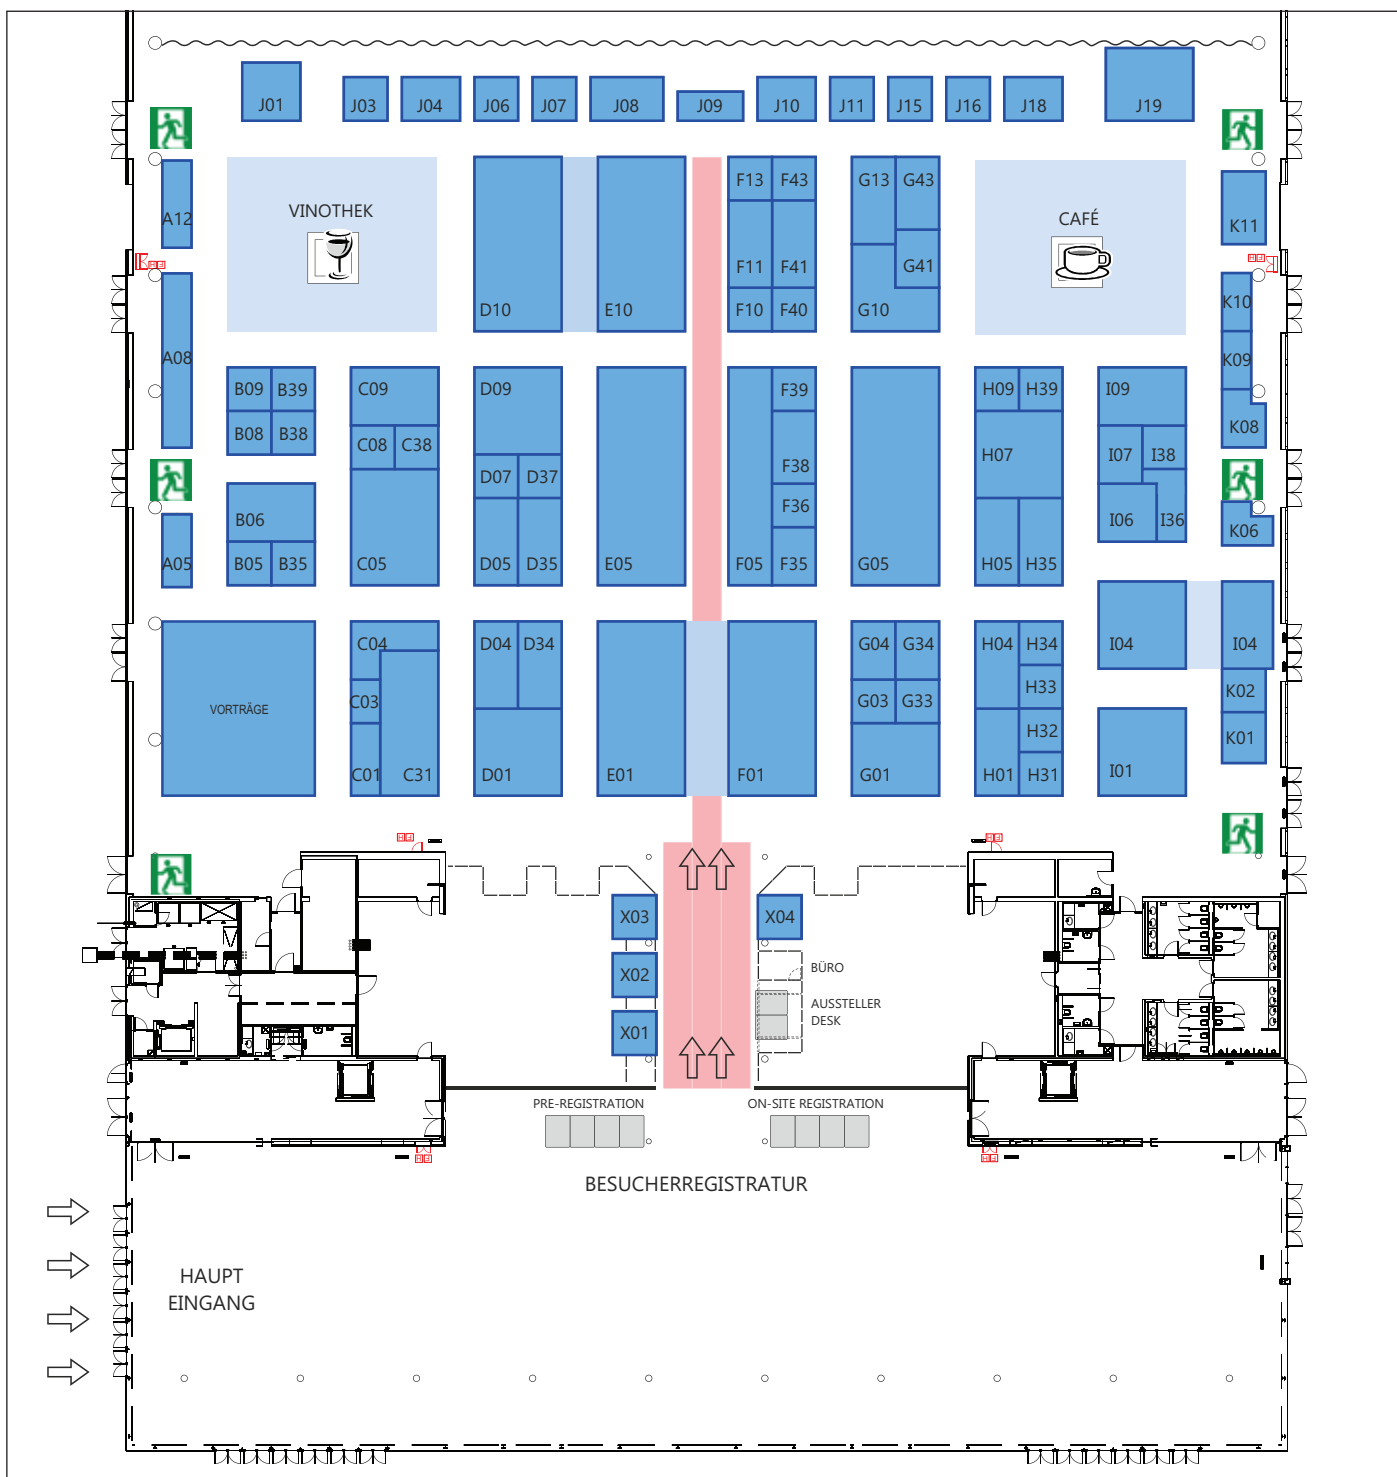 J01 J03 J04 J06 J07 J08 J09 J10 J11 J15 J16 J18 J19
A12 VINOTHEK F13 F43 G13 G43 CAFÉ K11
F11 F41 G41
D10 E10 F10 F40 G10 K10
A08 K09
B09 B39 C09 D09 F39 H09 H39 I09
B08 B38 C08 C38 K08
D07 D37 F38 H07 I07 I38
B06 F36 I06 I36 K06
A05 B05 B35 C05 D05 D35 E05 F05 F35 G05 H05 H35
C04 D04 D34 G04 G34 H04 H34 I04 I04
VORTRÄGE C03 G03 G33 H33 K02
H32 K01
C01 C31 D01 E01 F01 G01 H01 H31 I01
X03 X04
X02 BÜRO
X01 AUSSTELLER
DESK
PRE-REGISTRATION ON-SITE REGISTRATION
BESUCHERREGISTRATUR
HAUPT
EINGANG